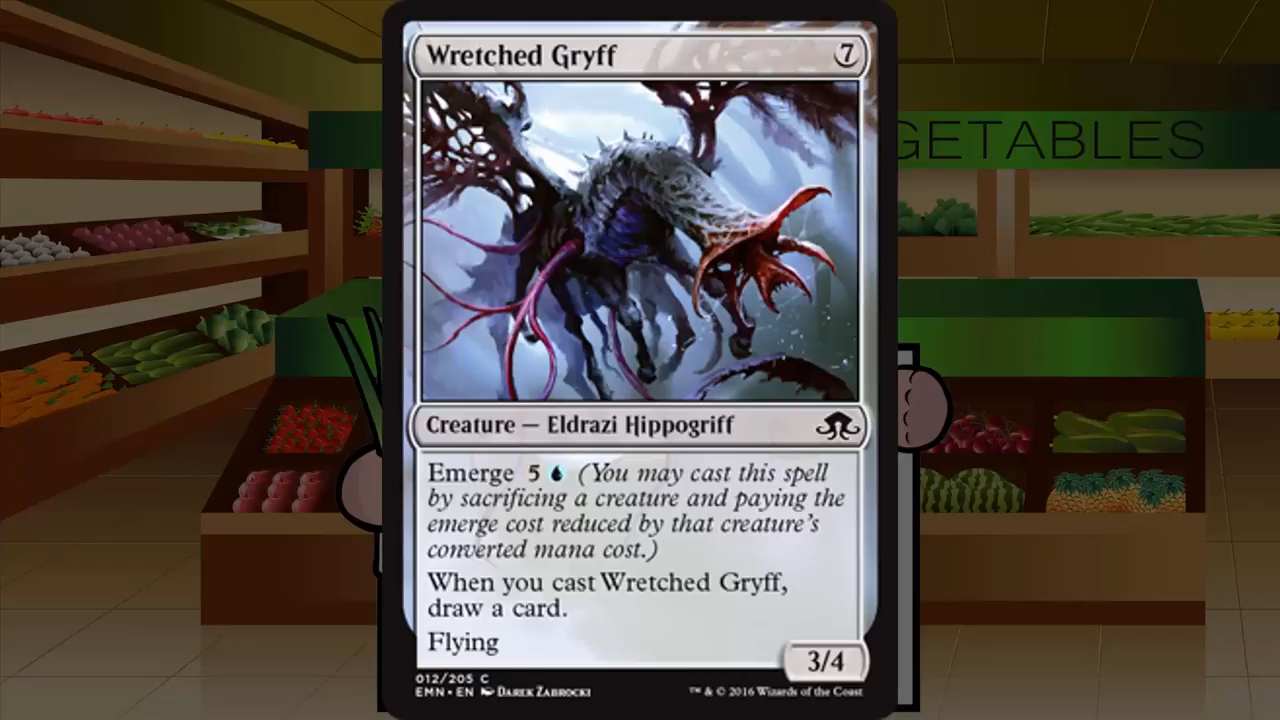 Wretched Gryff 7
GETABLES
Creature — Eldrazi Hippogriff
Emerge 5 (You may cast this spell
by sacrificing a creature and paying the
emerge cost reduced by that creature's
converted mana cost.)
When you cast Wretched Gryff,
draw a card.
Flying
3/4
012/205 C
EMN • EN Darek Zabrocki
™ & © 2016 Wizards of the Coast